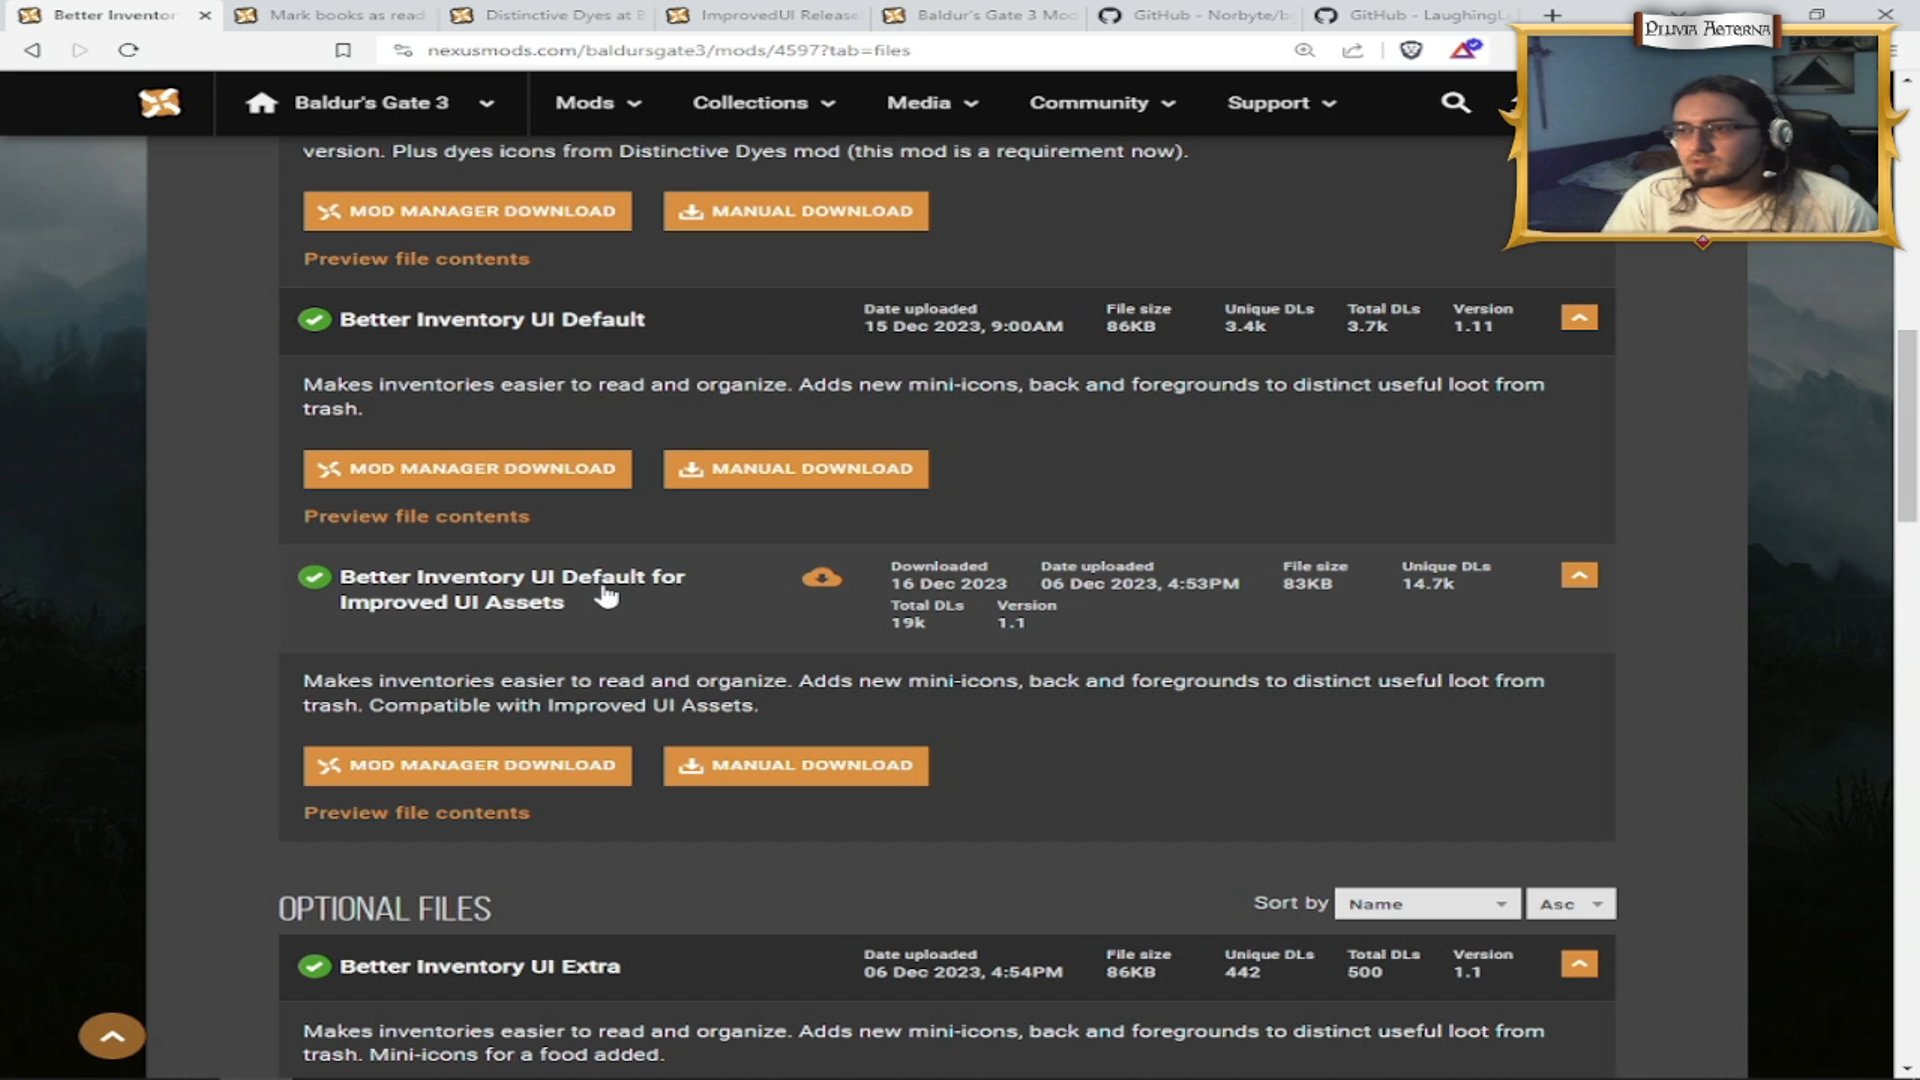 Better Inventor
Mark books as read
Distinctive Dyes at B
ImprovedUI Release
Baldur's Gate 3 Mod
GitHub - Norbyte/b
GitHub - LaughingL
Pluvia Aeterna
nexusmods.com/baldursgate3/mods/4597?tab=files
Baldur's Gate 3
Mods
Collections
Media
Community
Support
version. Plus dyes icons from Distinctive Dyes mod (this mod is a requirement now).
MOD MANAGER DOWNLOAD
MANUAL DOWNLOAD
Preview file contents
Better Inventory UI Default
Date uploaded
15 Dec 2023, 9:00AM
File size
86KB
Unique DLs
3.4k
Total DLs
3.7k
Version
1.11
Makes inventories easier to read and organize. Adds new mini-icons, back and foregrounds to distinct useful loot from
trash.
MOD MANAGER DOWNLOAD
MANUAL DOWNLOAD
Preview file contents
Better Inventory UI Default for
Improved UI Assets
Downloaded
16 Dec 2023
Date uploaded
06 Dec 2023, 4:53PM
File size
83KB
Unique DLs
14.7k
Total DLs
19k
Version
1.1
Makes inventories easier to read and organize. Adds new mini-icons, back and foregrounds to distinct useful loot from
trash. Compatible with Improved UI Assets.
MOD MANAGER DOWNLOAD
MANUAL DOWNLOAD
Preview file contents
OPTIONAL FILES
Sort by
Name
Asc
Better Inventory UI Extra
Date uploaded
06 Dec 2023, 4:54PM
File size
86KB
Unique DLs
442
Total DLs
500
Version
1.1
Makes inventories easier to read and organize. Adds new mini-icons, back and foregrounds to distinct useful loot from
trash. Mini-icons for a food added.